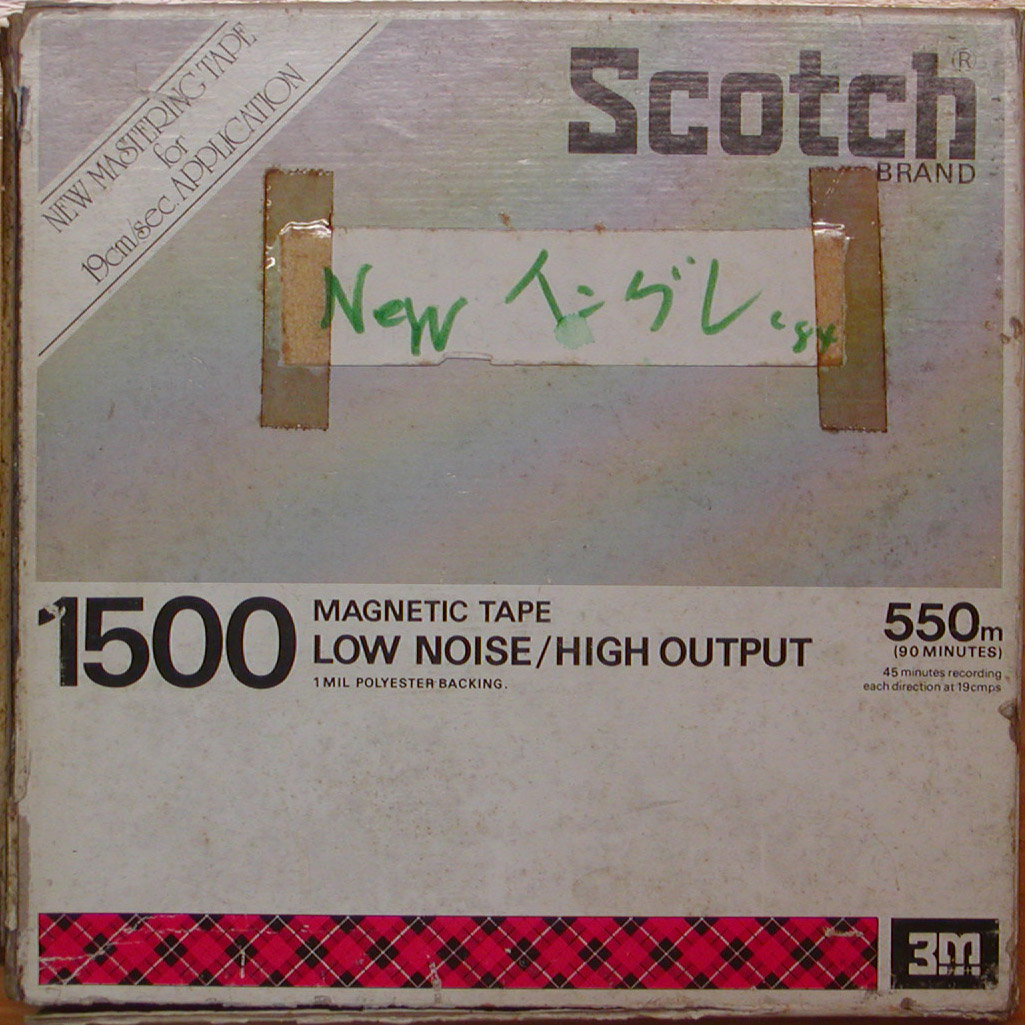 NEW MASTERING TAPE
for
19cm/sec. APPLICATION
Scotch®
BRAND
New イングレ。'84
1500
MAGNETIC TAPE
LOW NOISE/HIGH OUTPUT
1 MIL POLYESTER BACKING.
550m
(90 MINUTES)
45 minutes recording
each direction at 19cmps
3M